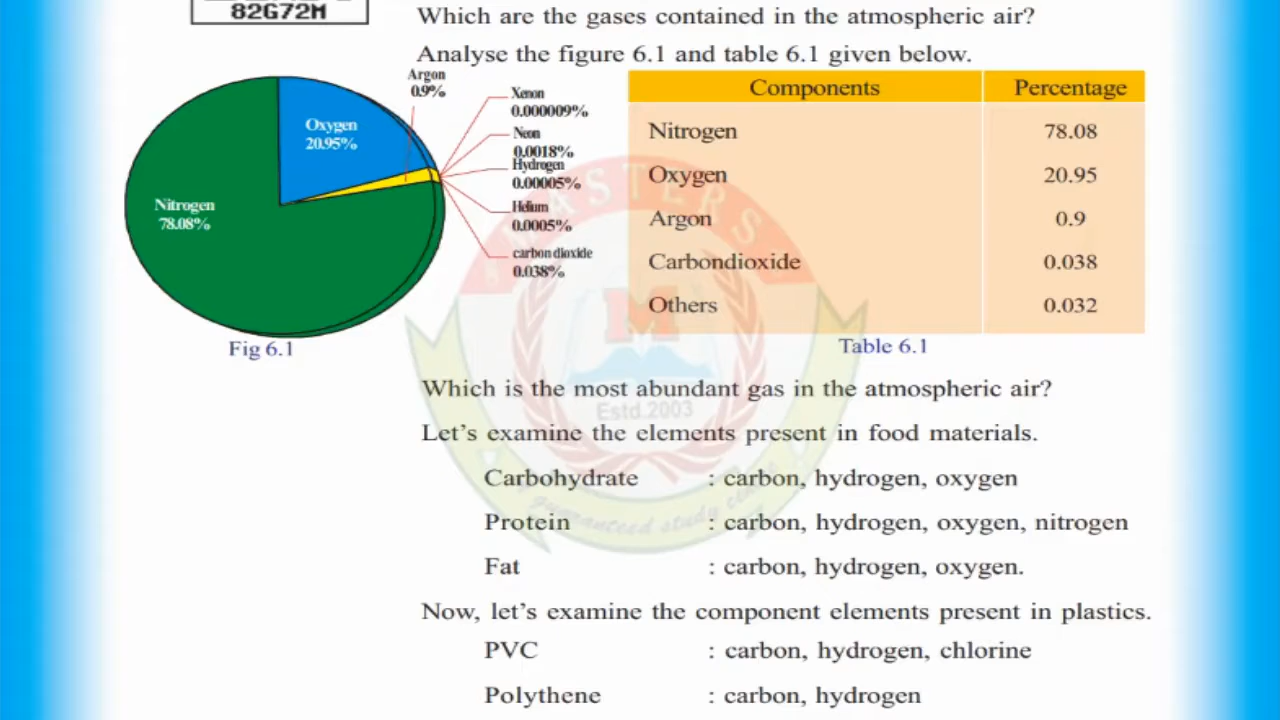 82G72M
Which are the gases contained in the atmospheric air?
Analyse the figure 6.1 and table 6.1 given below.
Argon
0.9%
Xenon
0.000009%
Neon
0.0018%
Hydrogen
0.00005%
Helium
0.0005%
carbon dioxide
0.038%
Oxygen
20.95%
Nitrogen
78.08%
Fig 6.1
Components Percentage
Nitrogen 78.08
Oxygen 20.95
Argon 0.9
Carbondioxide 0.038
Others 0.032
Table 6.1
MASTERS
M
Estd.2003
guaranteed study
Which is the most abundant gas in the atmospheric air?
Let's examine the elements present in food materials.
Carbohydrate : carbon, hydrogen, oxygen
Protein : carbon, hydrogen, oxygen, nitrogen
Fat : carbon, hydrogen, oxygen.
Now, let's examine the component elements present in plastics.
PVC : carbon, hydrogen, chlorine
Polythene : carbon, hydrogen